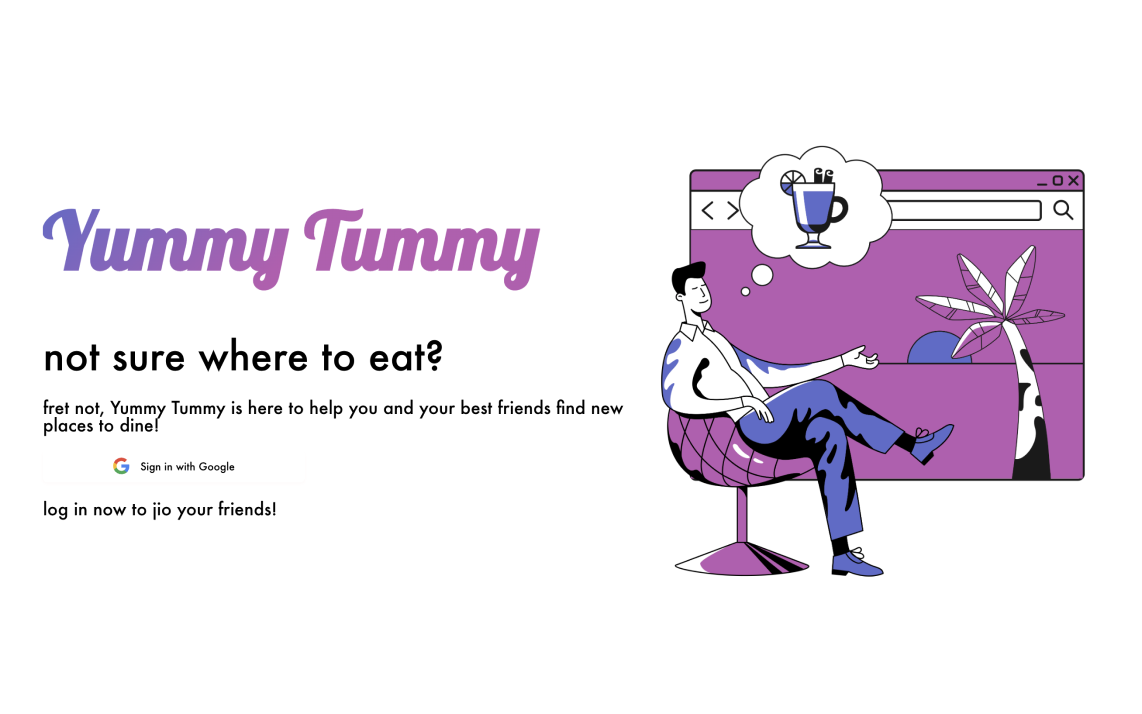 Yummy Tummy
not sure where to eat?
fret not, Yummy Tummy is here to help you and your best friends find new
places to dine!
Sign in with Google
log in now to jio your friends!